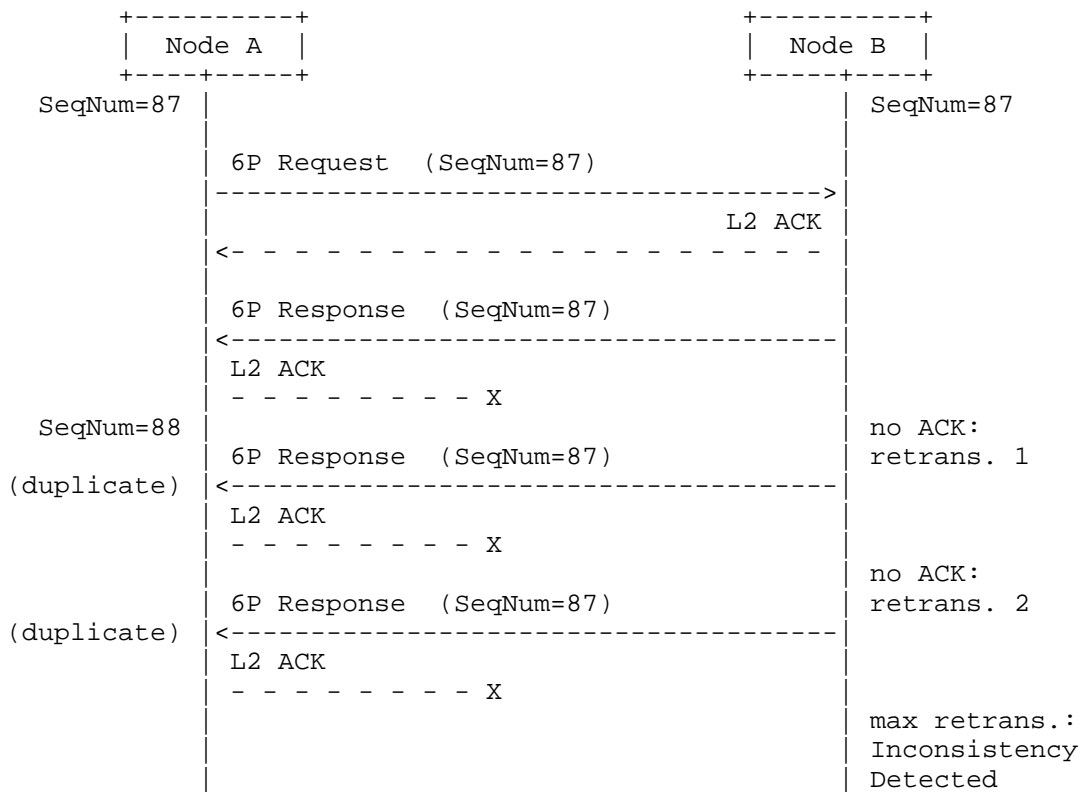 Node A Node B
SeqNum=87 SeqNum=87
6P Request (SeqNum=87)
L2 ACK
6P Response (SeqNum=87)
L2 ACK
X
SeqNum=88 no ACK:
6P Response (SeqNum=87) retrans. 1
(duplicate)
L2 ACK
X
no ACK:
6P Response (SeqNum=87) retrans. 2
(duplicate)
L2 ACK
X
max retrans.:
Inconsistency
Detected